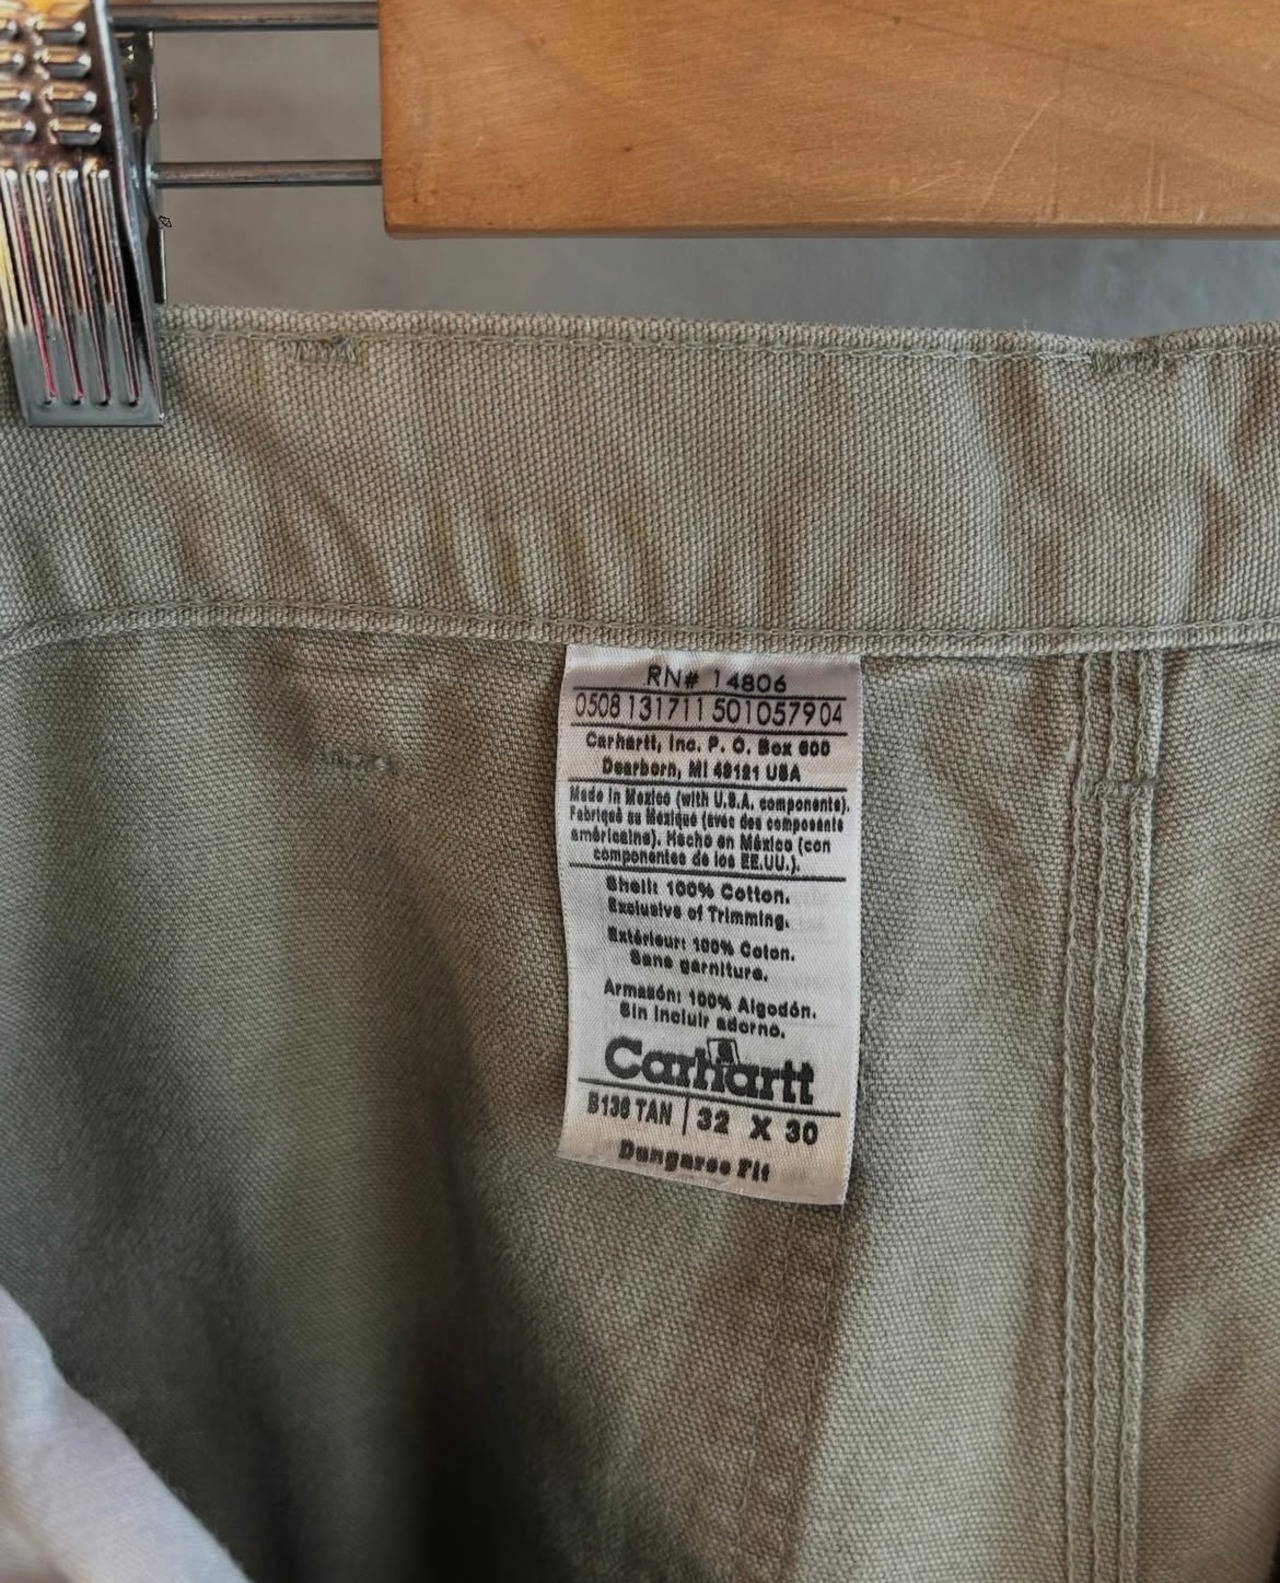 RN# 14806
0508 131711 501057904
Carhartt, Inc. P. O. Box 600
Dearborn, MI 48121 USA
Made in Mexico (with U.S.A. components).
Fabriqué au Mexique (avec des composants
américains). Hecho en México (con
componentes de los EE.UU.).
Shell: 100% Cotton.
Exclusive of Trimming.
Extérieur: 100% Coton.
Sans garniture.
Armazón: 100% Algodón.
Sin incluir adorno.
Carhartt
B136 TAN | 32 X 30
Dungaree Fit